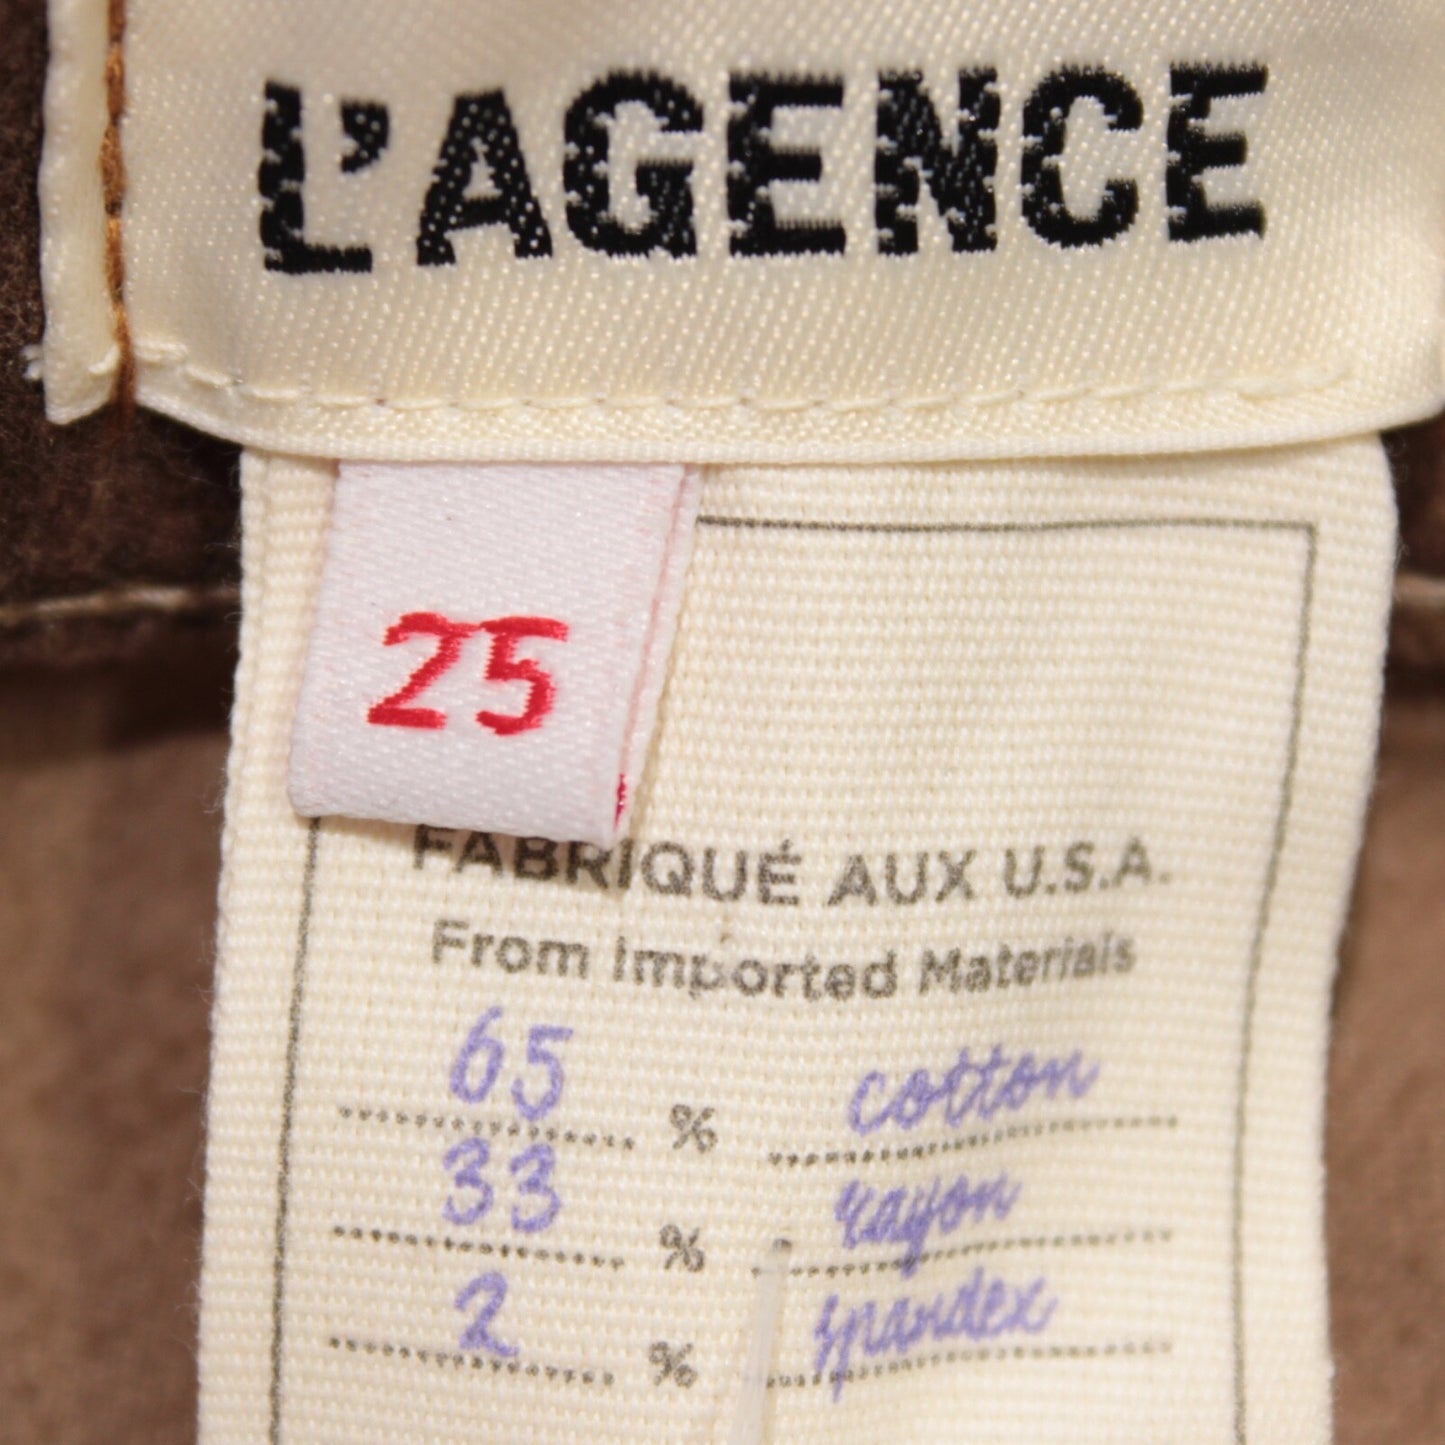 L'AGENCE
25
FABRIQUÉ AUX U.S.A.
From Imported Materials
65 % cotton
33 % rayon
2 % spandex